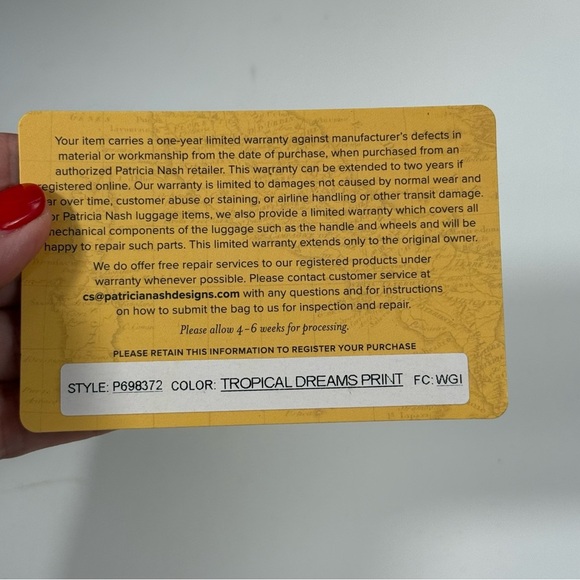 Your item carries a one-year limited warranty against manufacturer's defects in
material or workmanship from the date of purchase, when purchased from an
authorized Patricia Nash retailer. This warranty can be extended to two years if
registered online. Our warranty is limited to damages not caused by normal wear and
over time, customer abuse or staining, or airline handling or other transit damage.
Patricia Nash luggage items, we also provide a limited warranty which covers all
mechanical components of the luggage such as the handle and wheels and will be
happy to repair such parts. This limited warranty extends only to the original owner.
We do offer free repair services to our registered products under
warranty whenever possible. Please contact customer service at
cs@patricianashdesigns.com with any questions and for instructions
on how to submit the bag to us for inspection and repair.
Please allow 4–6 weeks for processing.
PLEASE RETAIN THIS INFORMATION TO REGISTER YOUR PURCHASE
STYLE: P698372 COLOR: TROPICAL DREAMS PRINT FC: WGI